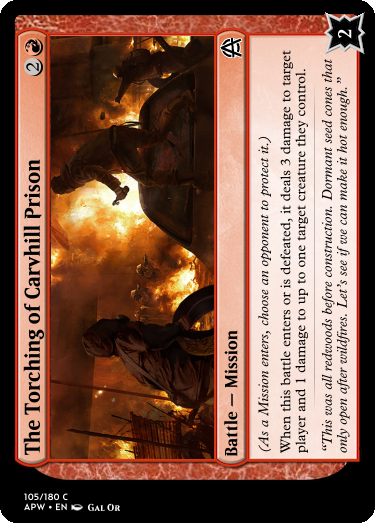 The Torching of Carvhill Prison
2
Battle – Mission
2
(As a Mission enters, choose an opponent to protect it.)
When this battle enters or is defeated, it deals 3 damage to target
player and 1 damage to up to one target creature they control.
“This was all redwoods before construction. Dormant seed cones that
only open after wildfires. Let’s see if we can make it hot enough.”
105/180 C
APW • EN Gal Or